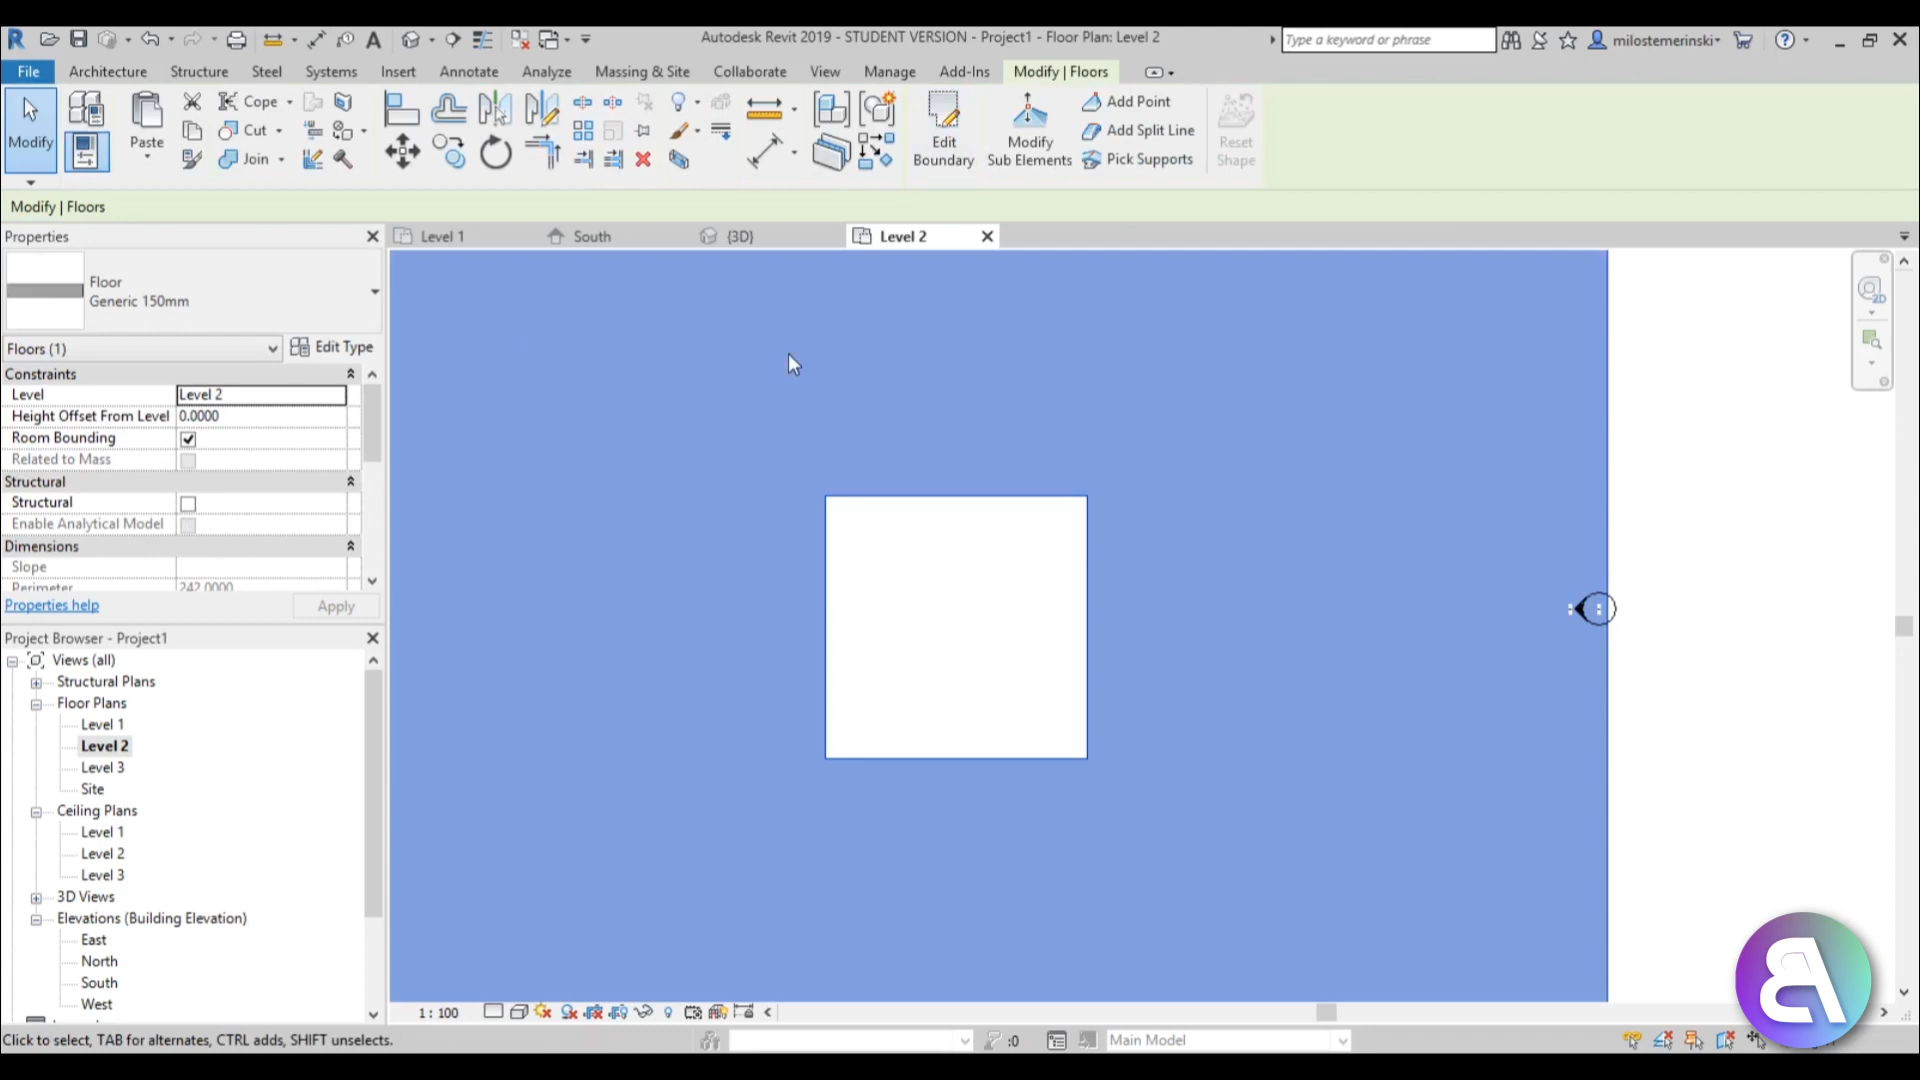 Autodesk Revit 2019 - STUDENT VERSION - Project1 - Floor Plan: Level 2
Type a keyword or phrase
milostemerinski
File Architecture Structure Steel Systems Insert Annotate Analyze Massing & Site Collaborate View Manage Add-Ins Modify | Floors
Modify
Paste
Cope
Cut
Join
Edit
Boundary
Modify
Sub Elements
Add Point
Add Split Line
Pick Supports
Reset
Shape
Modify | Floors
Properties
Level 1 South {3D} Level 2
Floor
Generic 150mm
Floors (1) Edit Type
Constraints
Level Level 2
Height Offset From Level 0.0000
Room Bounding
Related to Mass
Structural
Structural
Enable Analytical Model
Dimensions
Slope
Perimeter 242.0000
Properties help Apply
Project Browser - Project1
Views (all)
Structural Plans
Floor Plans
Level 1
Level 2
Level 3
Site
Ceiling Plans
Level 1
Level 2
Level 3
3D Views
Elevations (Building Elevation)
East
North
South
West
1 : 100
Click to select, TAB for alternates, CTRL adds, SHIFT unselects.
:0
Main Model
2D